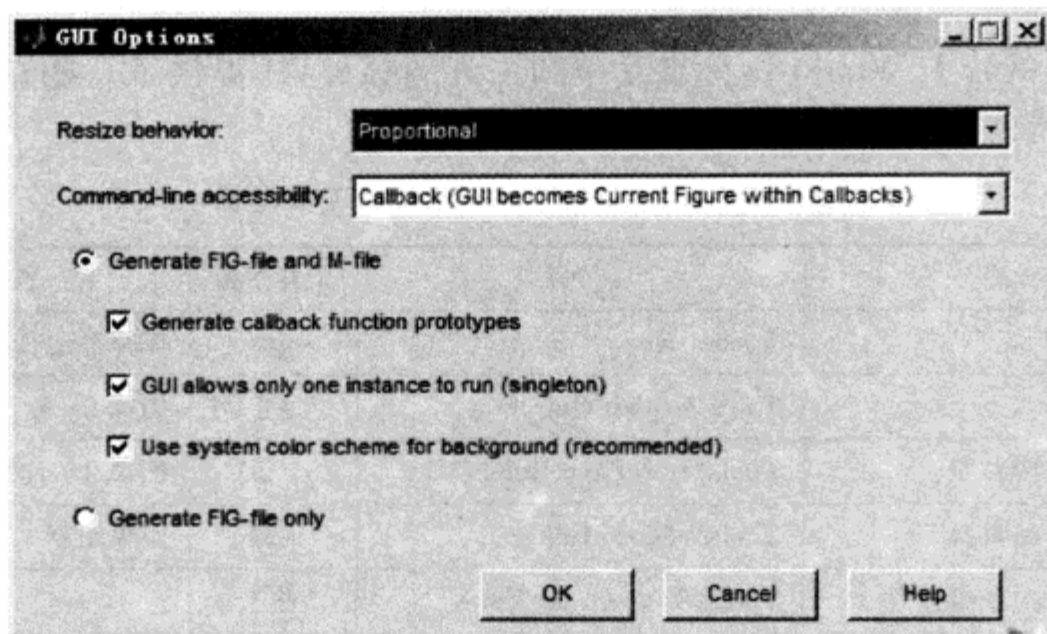 GUI Options
Resize behavior: Proportional
Command-line accessibility: Callback (GUI becomes Current Figure within Callbacks)
Generate FIG-file and M-file
Generate callback function prototypes
GUI allows only one instance to run (singleton)
Use system color scheme for background (recommended)
Generate FIG-file only
OK Cancel Help